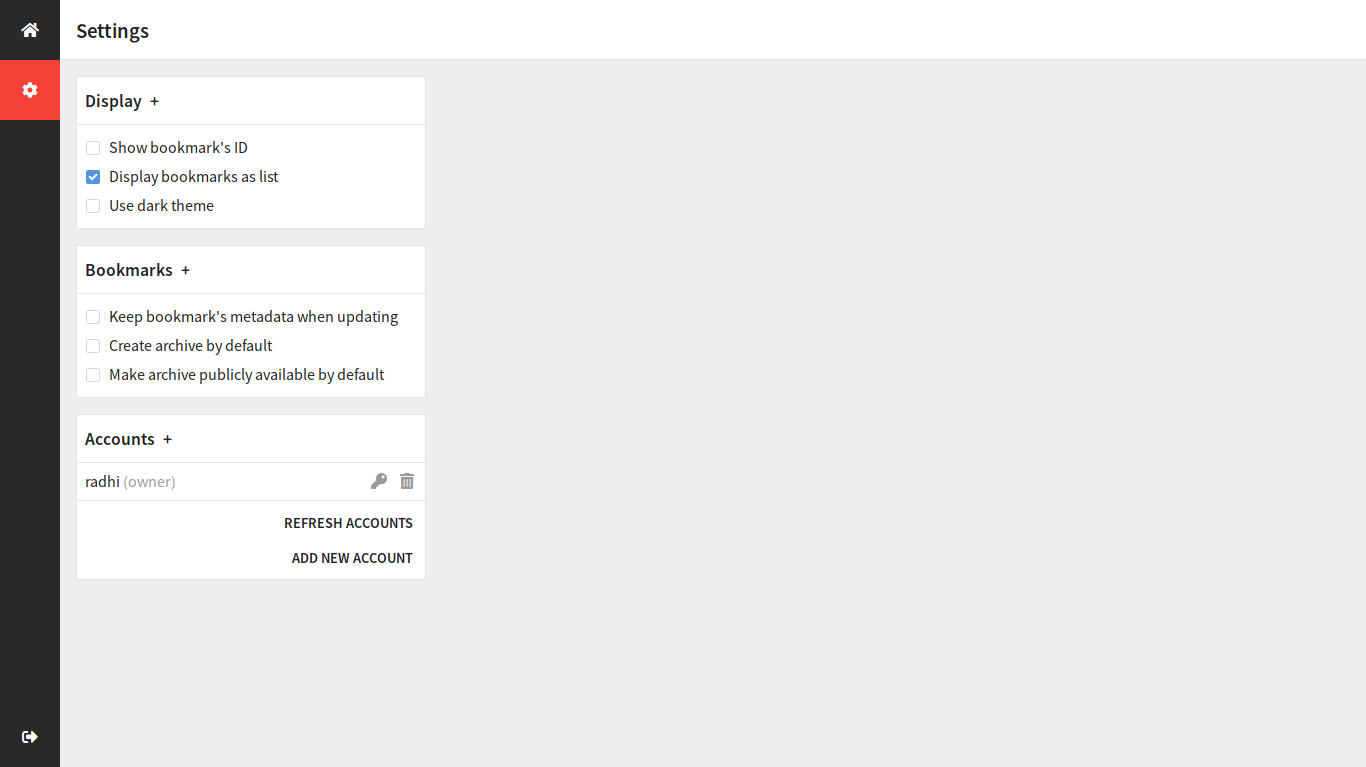 Settings
Display +
Show bookmark's ID
Display bookmarks as list
Use dark theme
Bookmarks +
Keep bookmark's metadata when updating
Create archive by default
Make archive publicly available by default
Accounts +
radhi (owner)
REFRESH ACCOUNTS
ADD NEW ACCOUNT